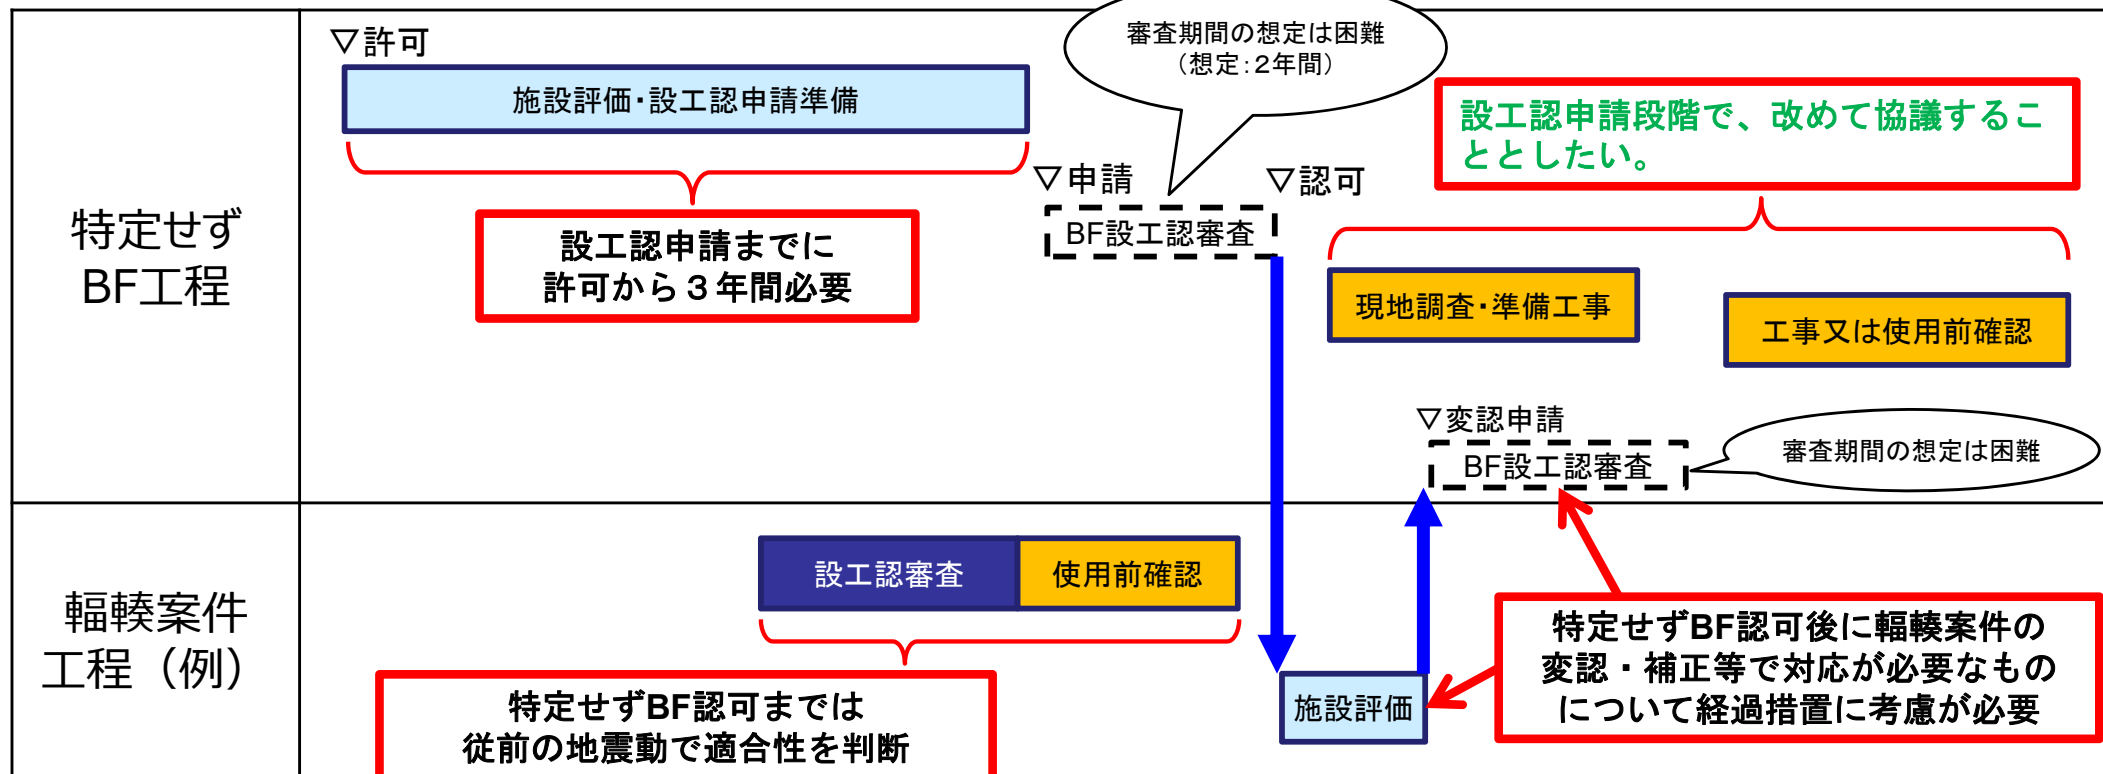 特定せず
BF工程
▽許可
施設評価・設工認申請準備
設工認申請までに
許可から３年間必要
審査期間の想定は困難
（想定：２年間）
▽申請
▽認可
BF設工認審査
設工認申請段階で、改めて協議するこ
ととしたい。
現地調査・準備工事
工事又は使用前確認
▽変認申請
BF設工認審査
審査期間の想定は困難
輻輳案件
工程（例）
設工認審査
使用前確認
特定せずBF認可までは
従前の地震動で適合性を判断
施設評価
特定せずBF認可後に輻輳案件の
変認・補正等で対応が必要なもの
について経過措置に考慮が必要